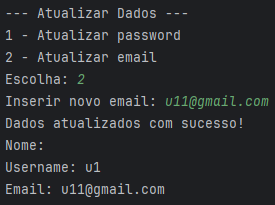 --- Atualizar Dados ---
1 - Atualizar password
2 - Atualizar email
Escolha: 2
Inserir novo email: u11@gmail.com
Dados atualizados com sucesso!
Nome:
Username: u1
Email: u11@gmail.com